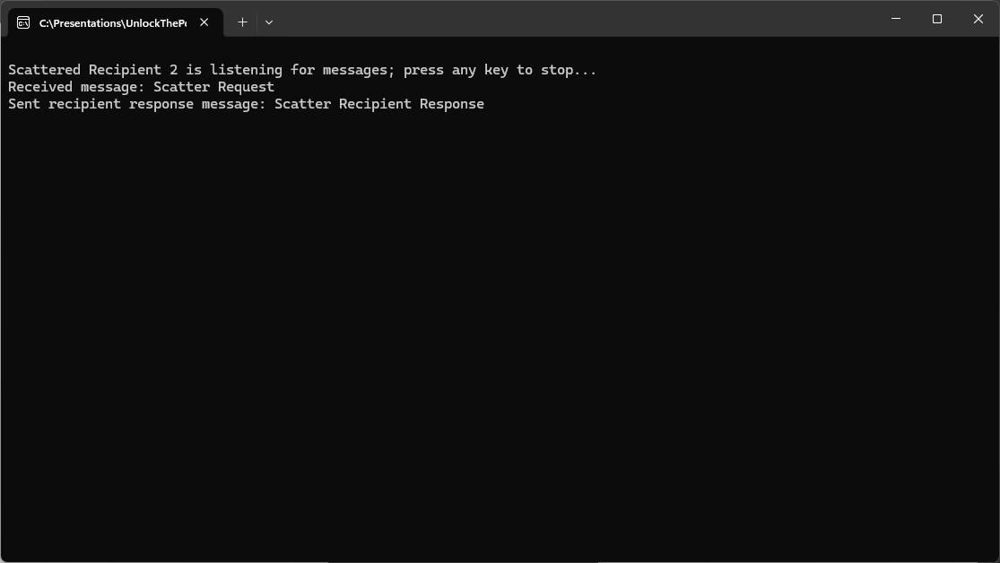 C:\Presentations\UnlockThePo
Scattered Recipient 2 is listening for messages; press any key to stop...
Received message: Scatter Request
Sent recipient response message: Scatter Recipient Response